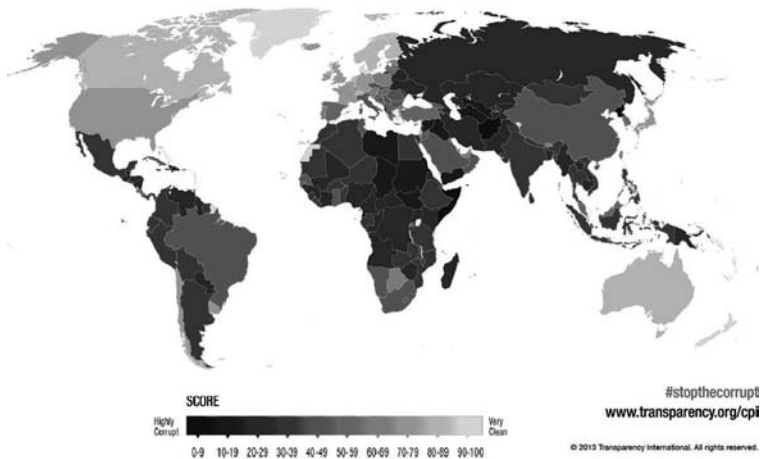 SCORE
Highly
Corrupt
Very
Clean
0-9 10-19 20-29 30-39 40-49 50-59 60-69 70-79 80-89 90-100
#stopthecorrupt
www.transparency.org/cpi
© 2013 Transparency International. All rights reserved.